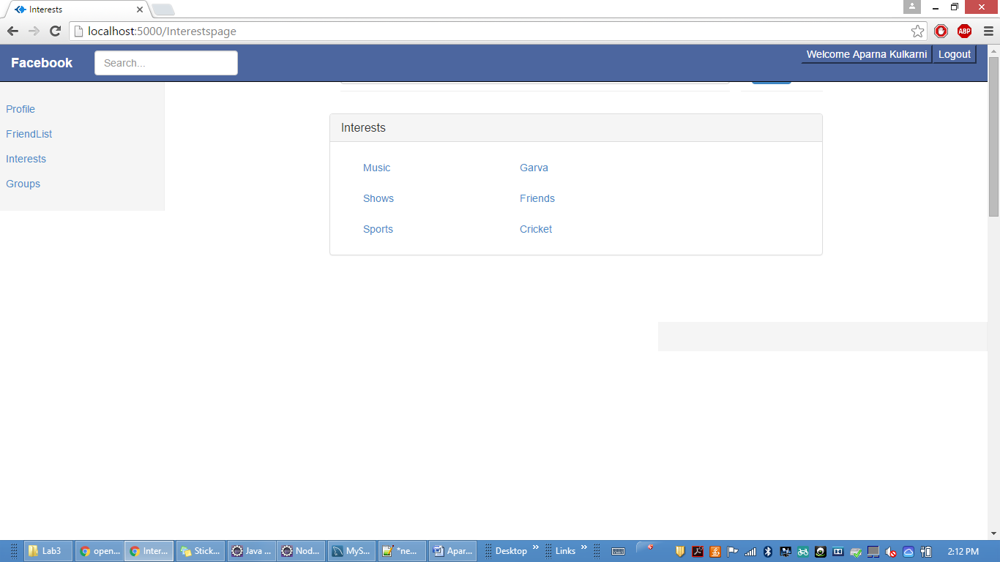 Interests
localhost:5000/Interestspage
ABP
Facebook
Search...
Welcome Aparna Kulkarni
Logout
Profile
FriendList
Interests
Groups
Interests
Music Garva
Shows Friends
Sports Cricket
Lab3 open... Inter... Stick... Java ... Nod... MyS... *ne... Apar... Desktop » Links » 2:12 PM